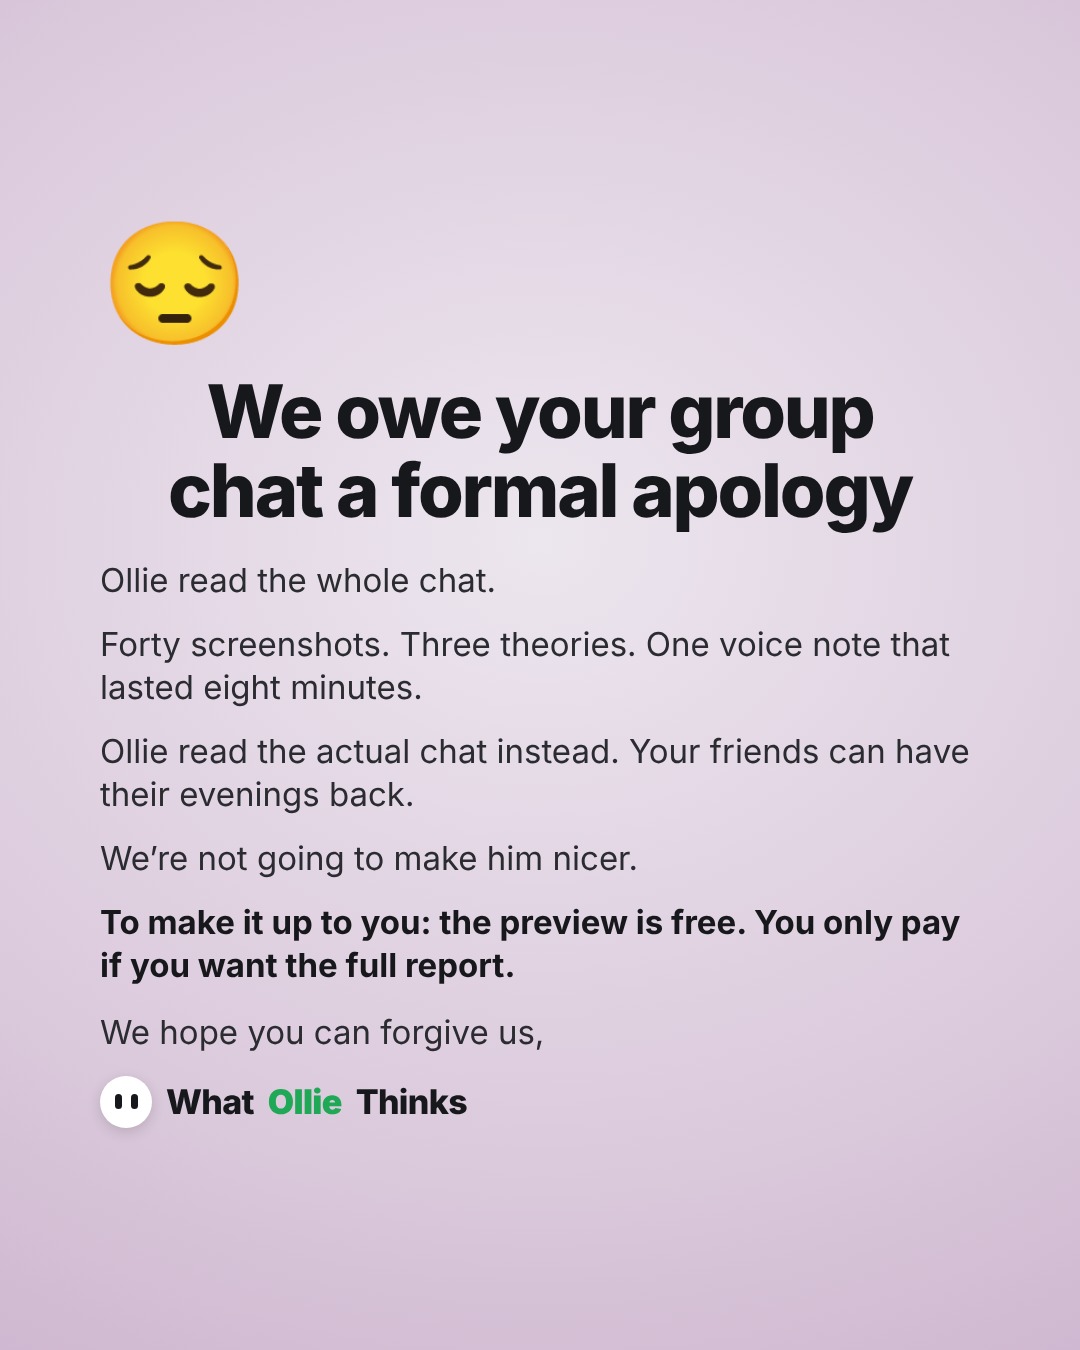 We owe your group
chat a formal apology
Ollie read the whole chat.
Forty screenshots. Three theories. One voice note that
lasted eight minutes.
Ollie read the actual chat instead. Your friends can have
their evenings back.
We’re not going to make him nicer.
To make it up to you: the preview is free. You only pay
if you want the full report.
We hope you can forgive us,
What Ollie Thinks